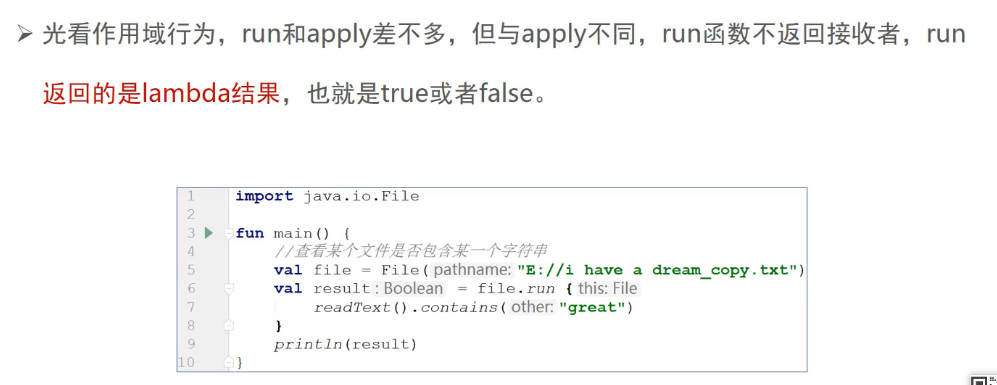 ➢ 光看作用域行为，run和apply差不多，但与apply不同，run函数不返回接收者，run
返回的是lambda结果，也就是true或者false。
1 import java.io.File
2
3 fun main() {
4 //查看某个文件是否包含某一个字符串
5 val file = File( pathname: "E://i have a dream_copy.txt")
6 val result : Boolean = file.run { this: File
7 readText().contains( other: "great")
8 }
9 println(result)
10 }